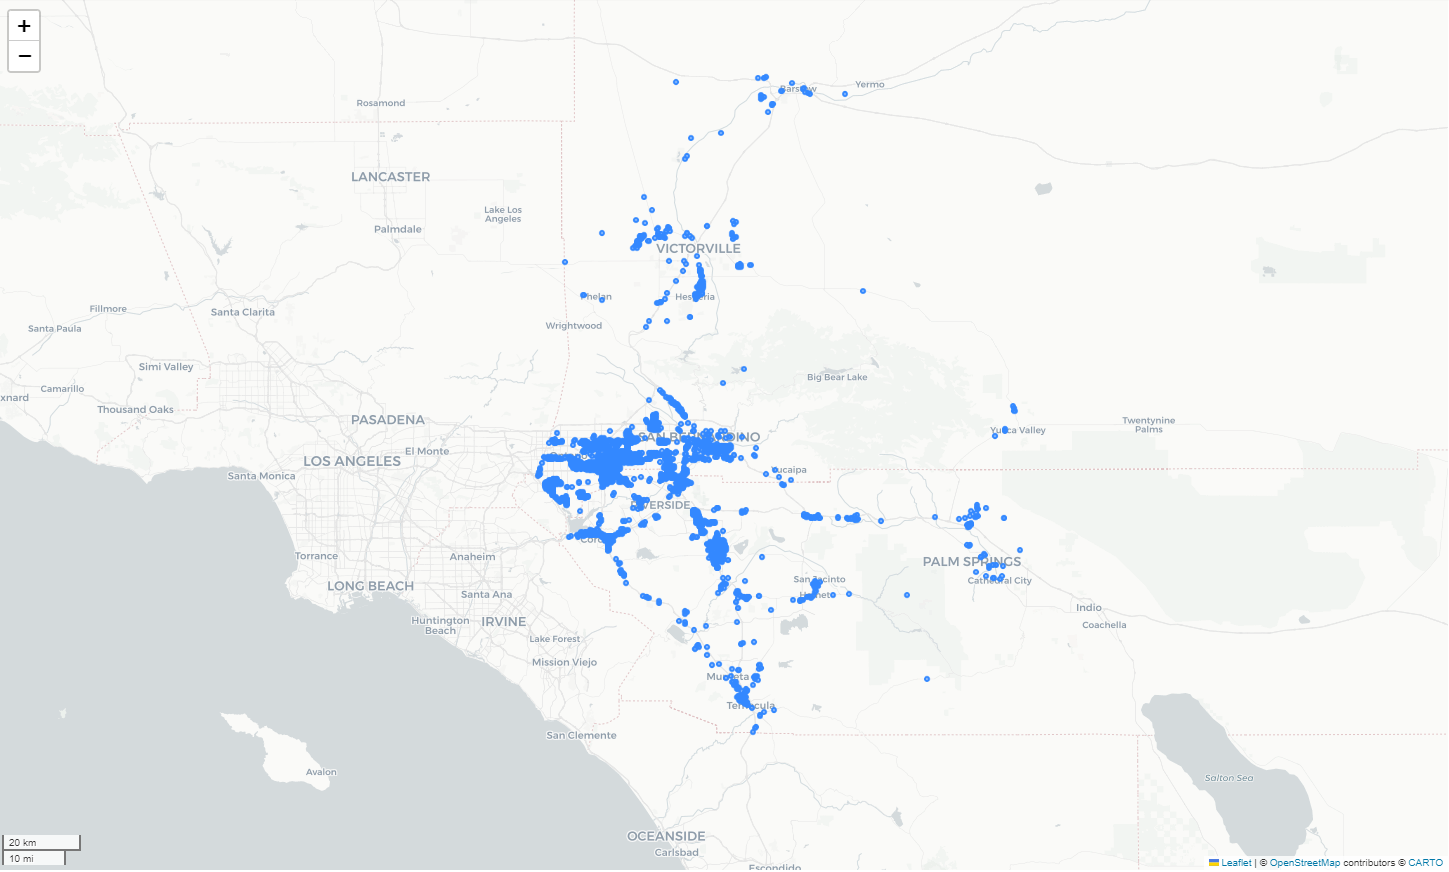 +
−
Barstow
Yermo
Rosamond
LANCASTER
Lake Los
Angeles
Palmdale
VICTORVILLE
Phelan
Hesperia
Fillmore
Santa Clarita
Santa Paula
Wrightwood
Simi Valley
Big Bear Lake
Camarillo
xnard
Thousand Oaks
PASADENA
Twentynine
Palms
Yucca Valley
SAN BERNARDINO
El Monte
LOS ANGELES
Ontario
Santa Monica
Yucaipa
RIVERSIDE
Corona
Torrance
Anaheim
PALM SPRINGS
LONG BEACH
San Jacinto
Cathedral City
Santa Ana
Hemet
Indio
Huntington
Beach
IRVINE
Coachella
Lake Forest
Mission Viejo
Murrieta
Temecula
San Clemente
Avalon
Salton Sea
OCEANSIDE
Carlsbad
Escondido
20 km
10 mi
Leaflet | © OpenStreetMap contributors © CARTO